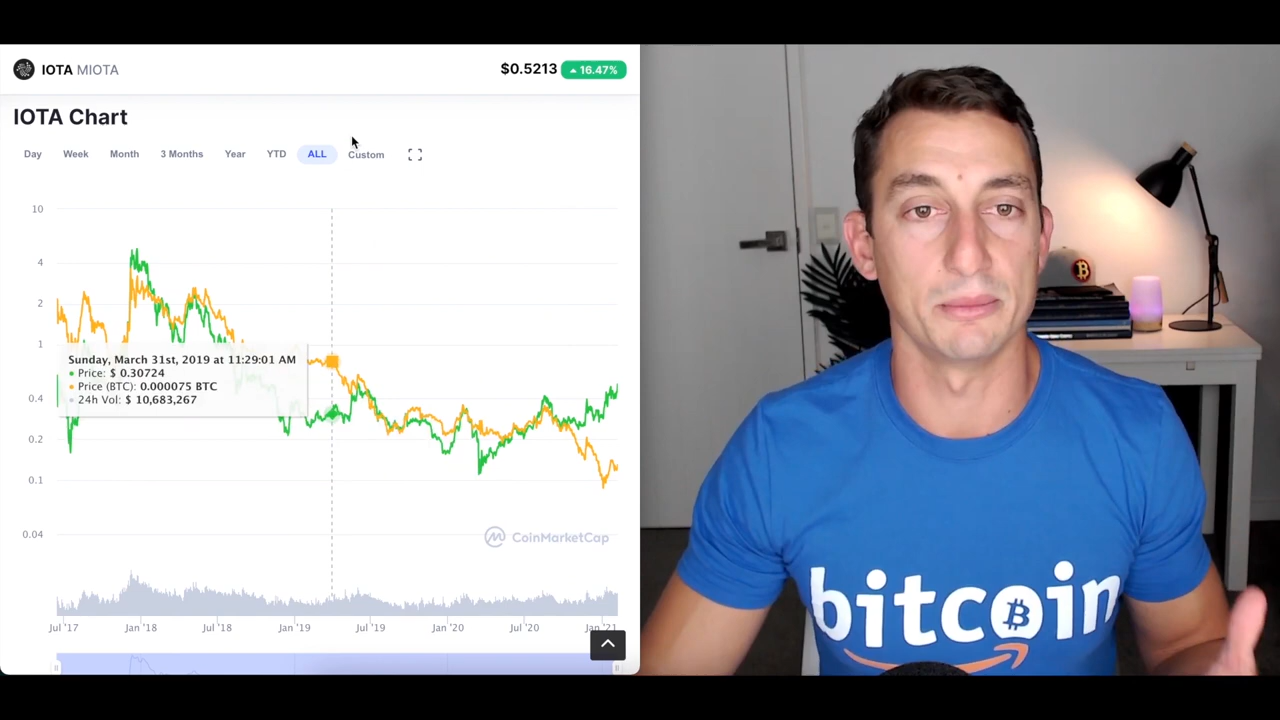 IOTA MIOTA
$0.5213 16.47%
IOTA Chart
Day Week Month 3 Months Year YTD ALL Custom
10
4
2
1
0.4
0.2
0.1
0.04
Sunday, March 31st, 2019 at 11:29:01 AM
Price: $ 0.30724
Price (BTC): 0.000075 BTC
24h Vol: $ 10,683,267
CoinMarketCap
Jul '17 Jan '18 Jul '18 Jan '19 Jul '19 Jan '20 Jul '20 Jan '21
bitcoin